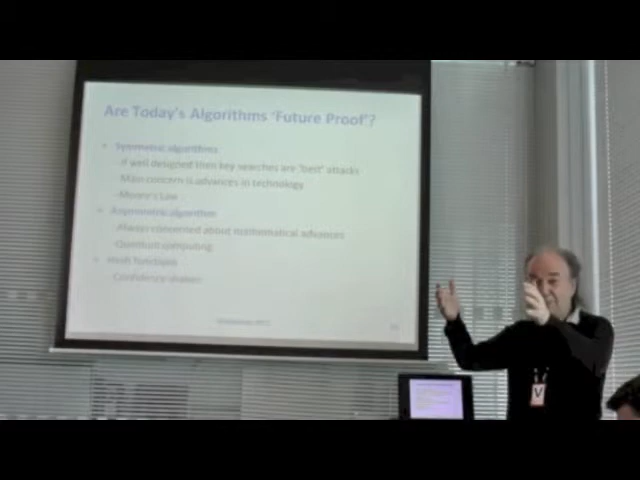 Are Today's Algorithms 'Future Proof'?
• Symmetric algorithms
-If well designed then key searches are 'best' attacks
-Main concern is advances in technology
-Moore's Law
• Asymmetric algorithm
-Always concerned about mathematical advances
-Quantum computing
• Hash functions
-Confidence shaken
V